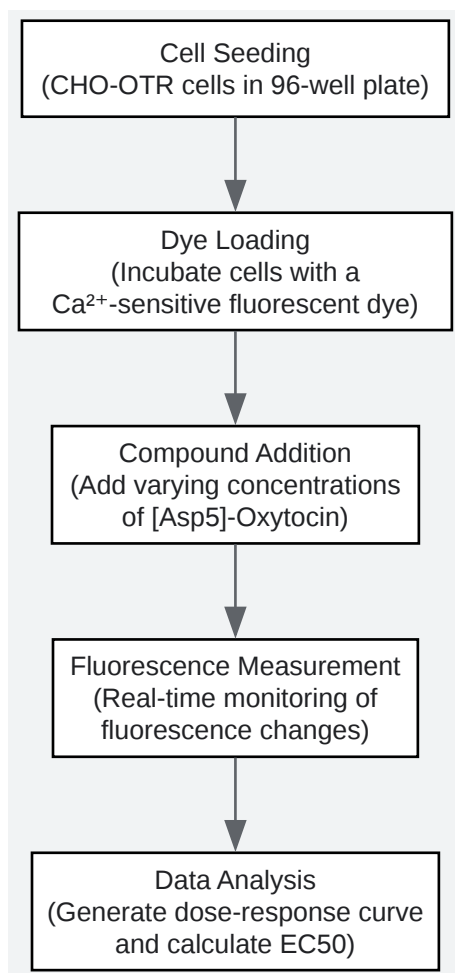 Cell Seeding
(CHO-OTR cells in 96-well plate)
Dye Loading
(Incubate cells with a
Ca²⁺-sensitive fluorescent dye)
Compound Addition
(Add varying concentrations
of [Asp5]-Oxytocin)
Fluorescence Measurement
(Real-time monitoring of
fluorescence changes)
Data Analysis
(Generate dose-response curve
and calculate EC50)